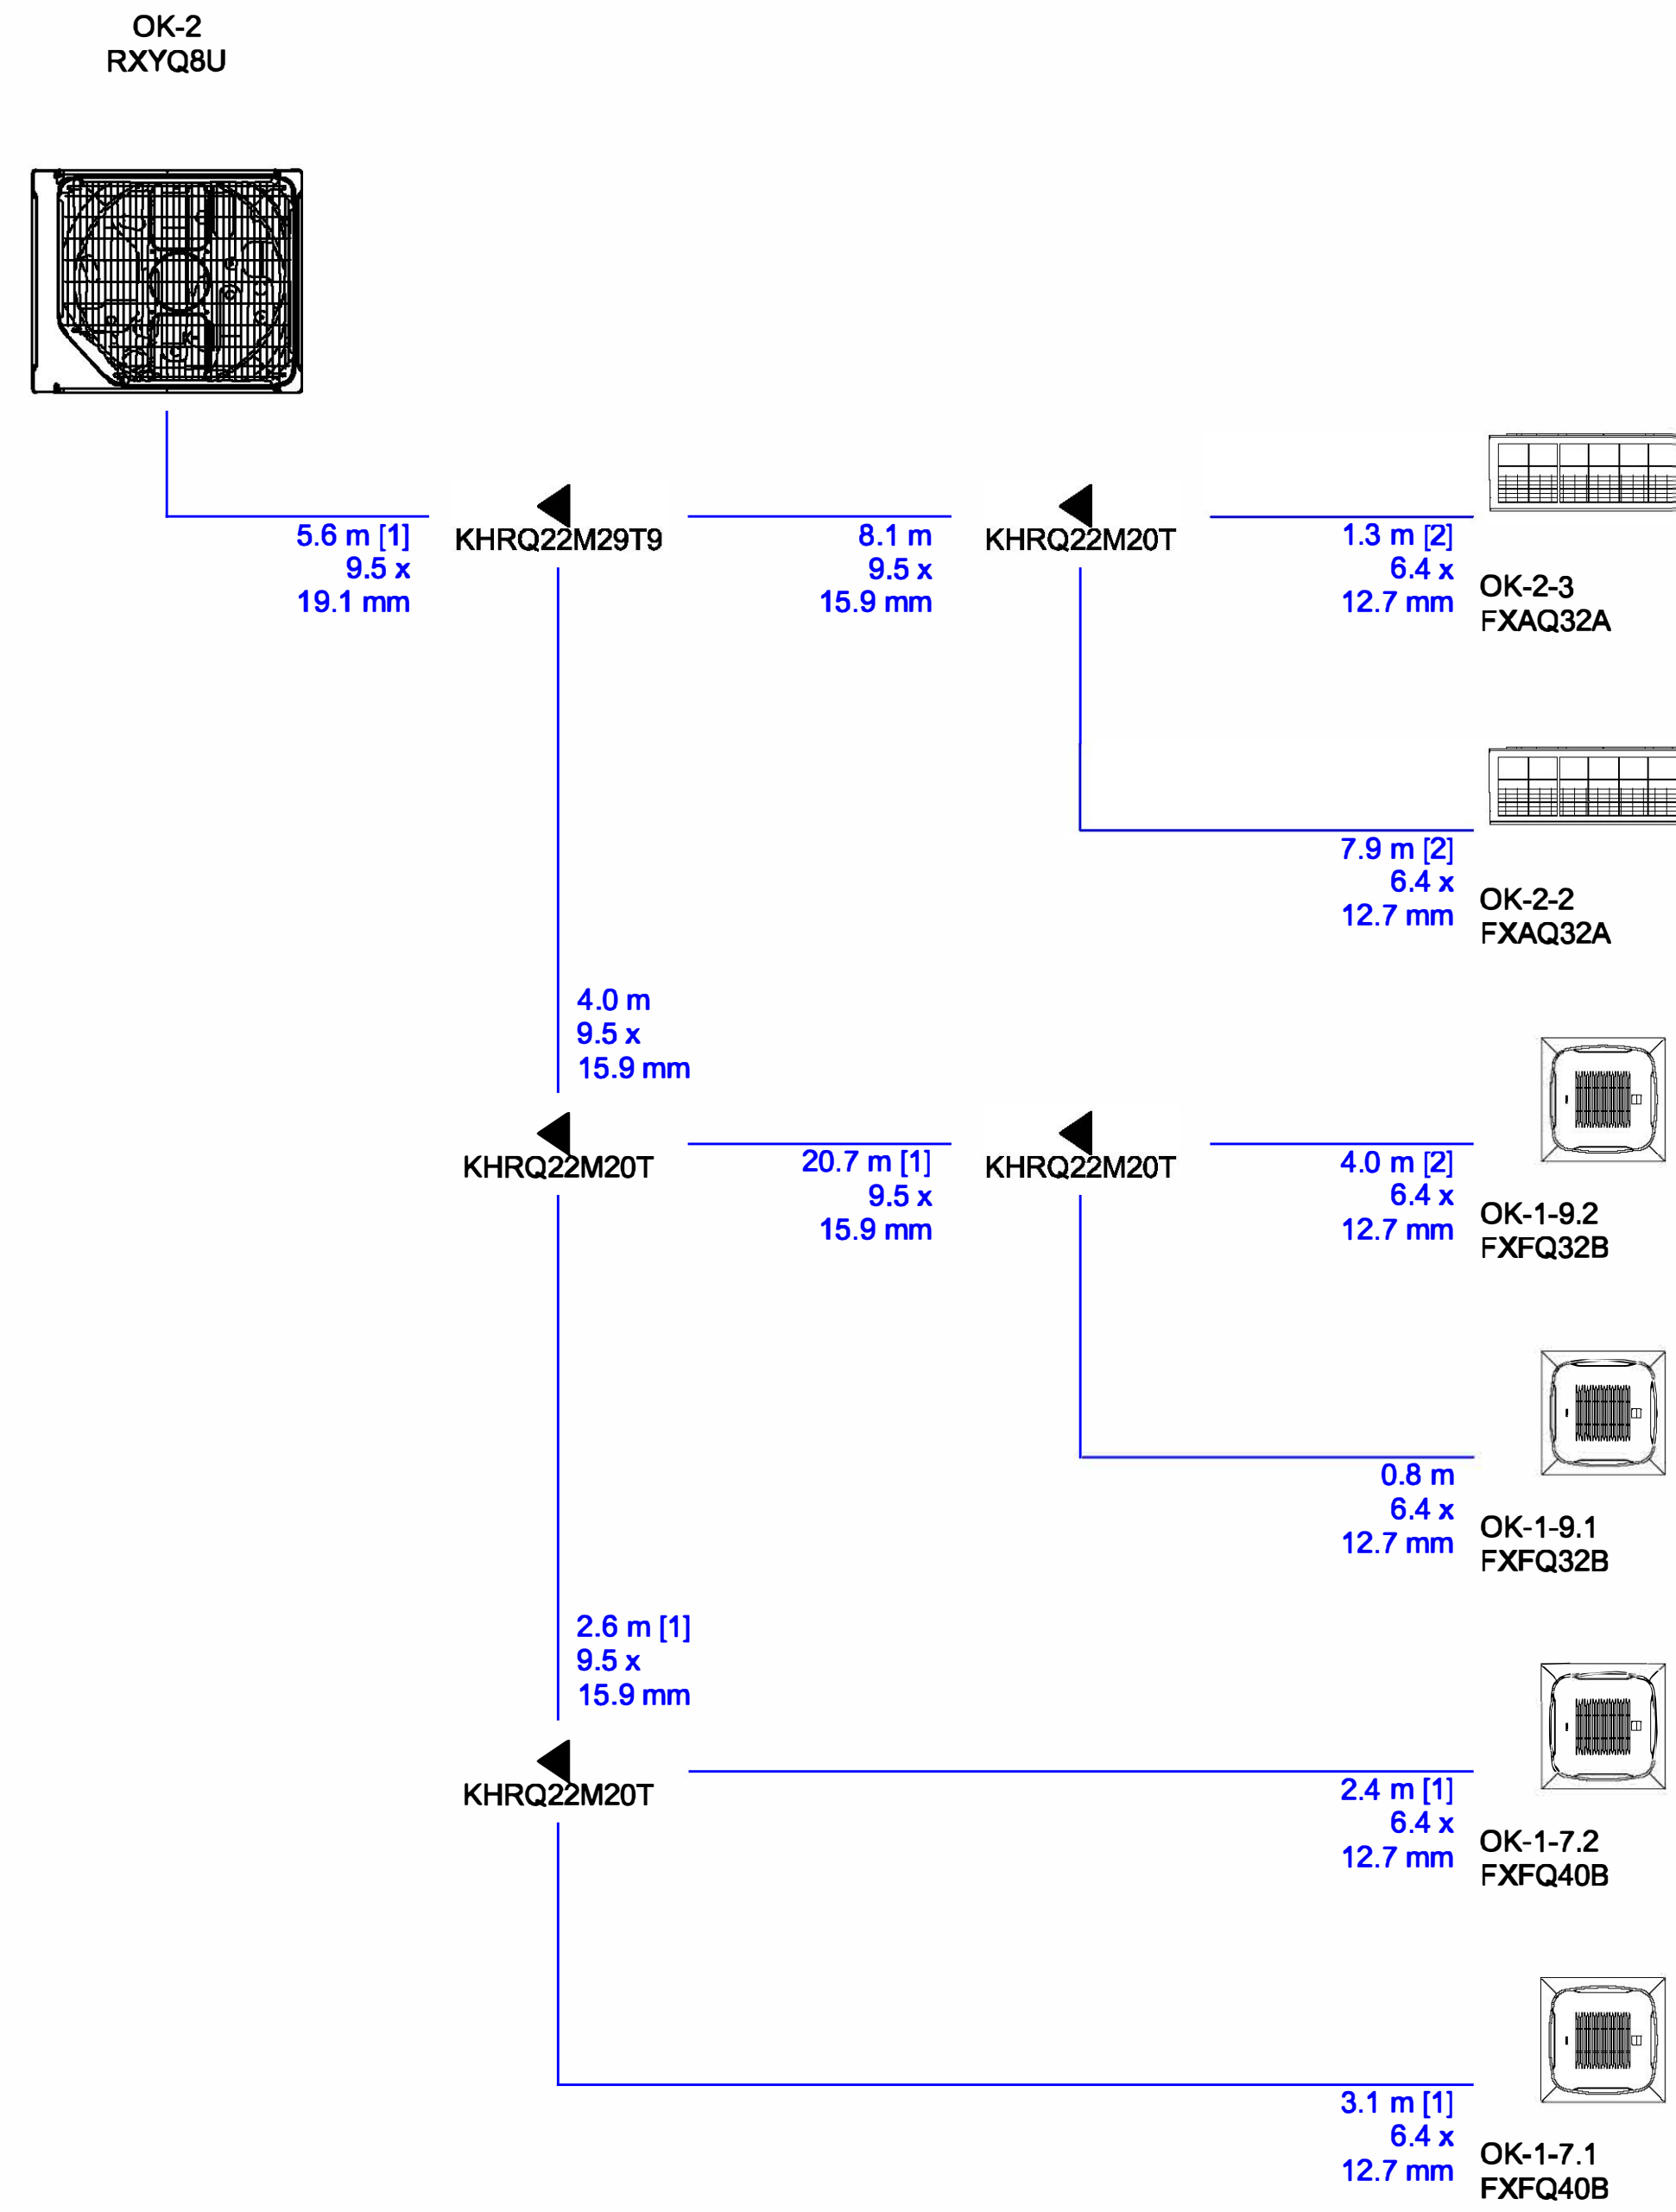 OK-2
RXYQ8U
5.6 m [1]
9.5 x
19.1 mm
KHRQ22M29T9
8.1 m
9.5 x
15.9 mm
KHRQ22M20T
1.3 m [2]
6.4 x
12.7 mm
OK-2-3
FXAQ32A
7.9 m [2]
6.4 x
12.7 mm
OK-2-2
FXAQ32A
4.0 m
9.5 x
15.9 mm
KHRQ22M20T
20.7 m [1]
9.5 x
15.9 mm
KHRQ22M20T
4.0 m [2]
6.4 x
12.7 mm
OK-1-9.2
FXFQ32B
0.8 m
6.4 x
12.7 mm
OK-1-9.1
FXFQ32B
2.6 m [1]
9.5 x
15.9 mm
KHRQ22M20T
2.4 m [1]
6.4 x
12.7 mm
OK-1-7.2
FXFQ40B
3.1 m [1]
6.4 x
12.7 mm
OK-1-7.1
FXFQ40B